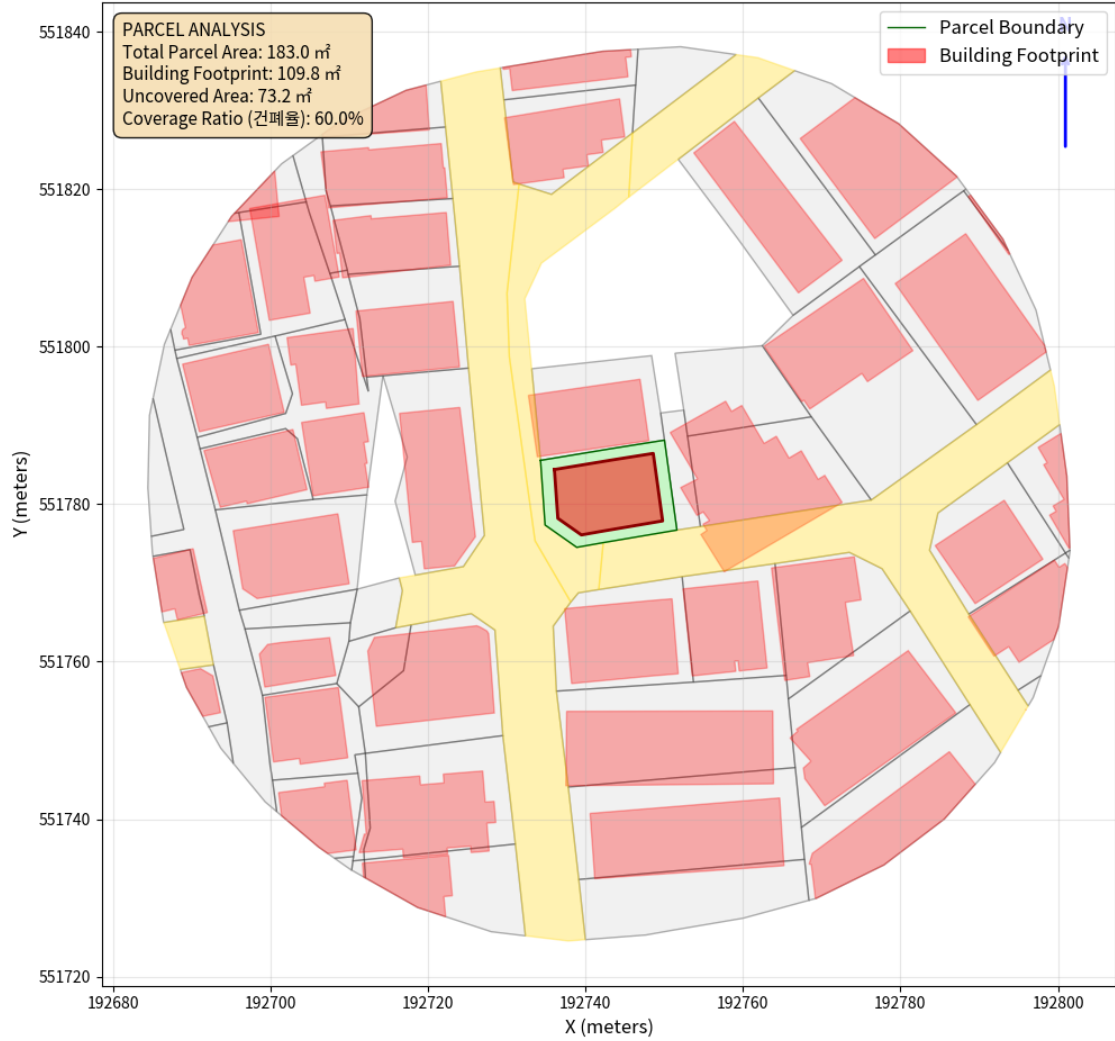 PARCEL ANALYSIS
Total Parcel Area: 183.0 ㎡
Building Footprint: 109.8 ㎡
Uncovered Area: 73.2 ㎡
Coverage Ratio (건폐율): 60.0%
Parcel Boundary
Building Footprint
N
551840
551820
551800
551780
551760
551740
551720
Y (meters)
192680
192700
192720
192740
192760
192780
192800
X (meters)